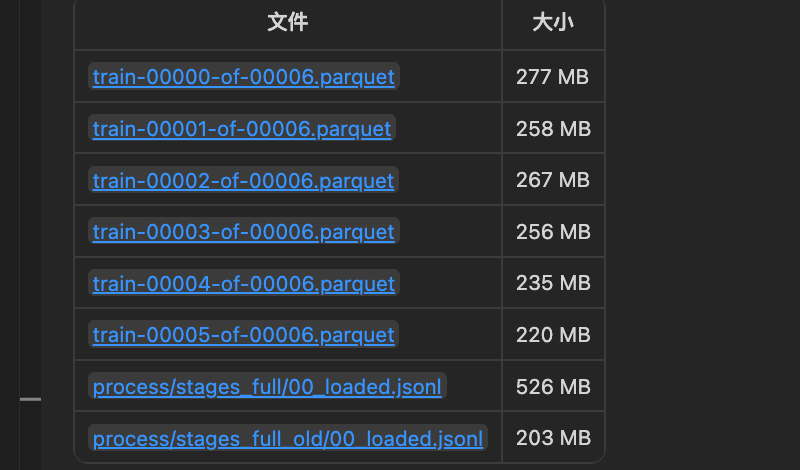 文件 大小
train-00000-of-00006.parquet 277 MB
train-00001-of-00006.parquet 258 MB
train-00002-of-00006.parquet 267 MB
train-00003-of-00006.parquet 256 MB
train-00004-of-00006.parquet 235 MB
train-00005-of-00006.parquet 220 MB
process/stages_full/00_loaded.jsonl 526 MB
process/stages_full_old/00_loaded.jsonl 203 MB